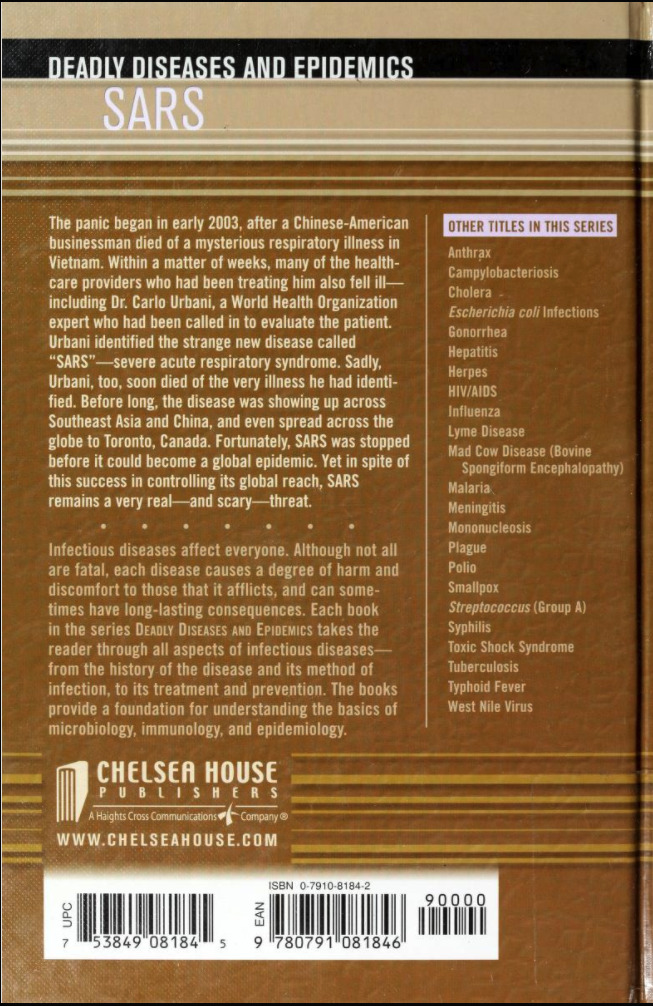 DEADLY DISEASES AND EPIDEMICS
SARS
The panic began in early 2003, after a Chinese-American
businessman died of a mysterious respiratory illness in
Vietnam. Within a matter of weeks, many of the health-
care providers who had been treating him also fell ill—
including Dr. Carlo Urbani, a World Health Organization
expert who had been called in to evaluate the patient.
Urbani identified the strange new disease called
“SARS”—severe acute respiratory syndrome. Sadly,
Urbani, too, soon died of the very illness he had identi-
fied. Before long, the disease was showing up across
Southeast Asia and China, and even spread across the
globe to Toronto, Canada. Fortunately, SARS was stopped
before it could become a global epidemic. Yet in spite of
this success in controlling its global reach, SARS
remains a very real—and scary—threat.
• • • • • • •
Infectious diseases affect everyone. Although not all
are fatal, each disease causes a degree of harm and
discomfort to those that it afflicts, and can some-
times have long-lasting consequences. Each book
in the series DEADLY DISEASES AND EPIDEMICS takes the
reader through all aspects of infectious diseases—
from the history of the disease and its method of
infection, to its treatment and prevention. The books
provide a foundation for understanding the basics of
microbiology, immunology, and epidemiology.
OTHER TITLES IN THIS SERIES
Anthrax
Campylobacteriosis
Cholera
Escherichia coli Infections
Gonorrhea
Hepatitis
Herpes
HIV/AIDS
Influenza
Lyme Disease
Mad Cow Disease (Bovine
Spongiform Encephalopathy)
Malaria
Meningitis
Mononucleosis
Plague
Polio
Smallpox
Streptococcus (Group A)
Syphilis
Toxic Shock Syndrome
Tuberculosis
Typhoid Fever
West Nile Virus
CHELSEA HOUSE
PUBLISHERS
A Haights Cross Communications Company ®
WWW.CHELSEAHOUSE.COM
ISBN 0-7910-8184-2
UPC
7 53849 08184 5
EAN
9 780791 081846
90000